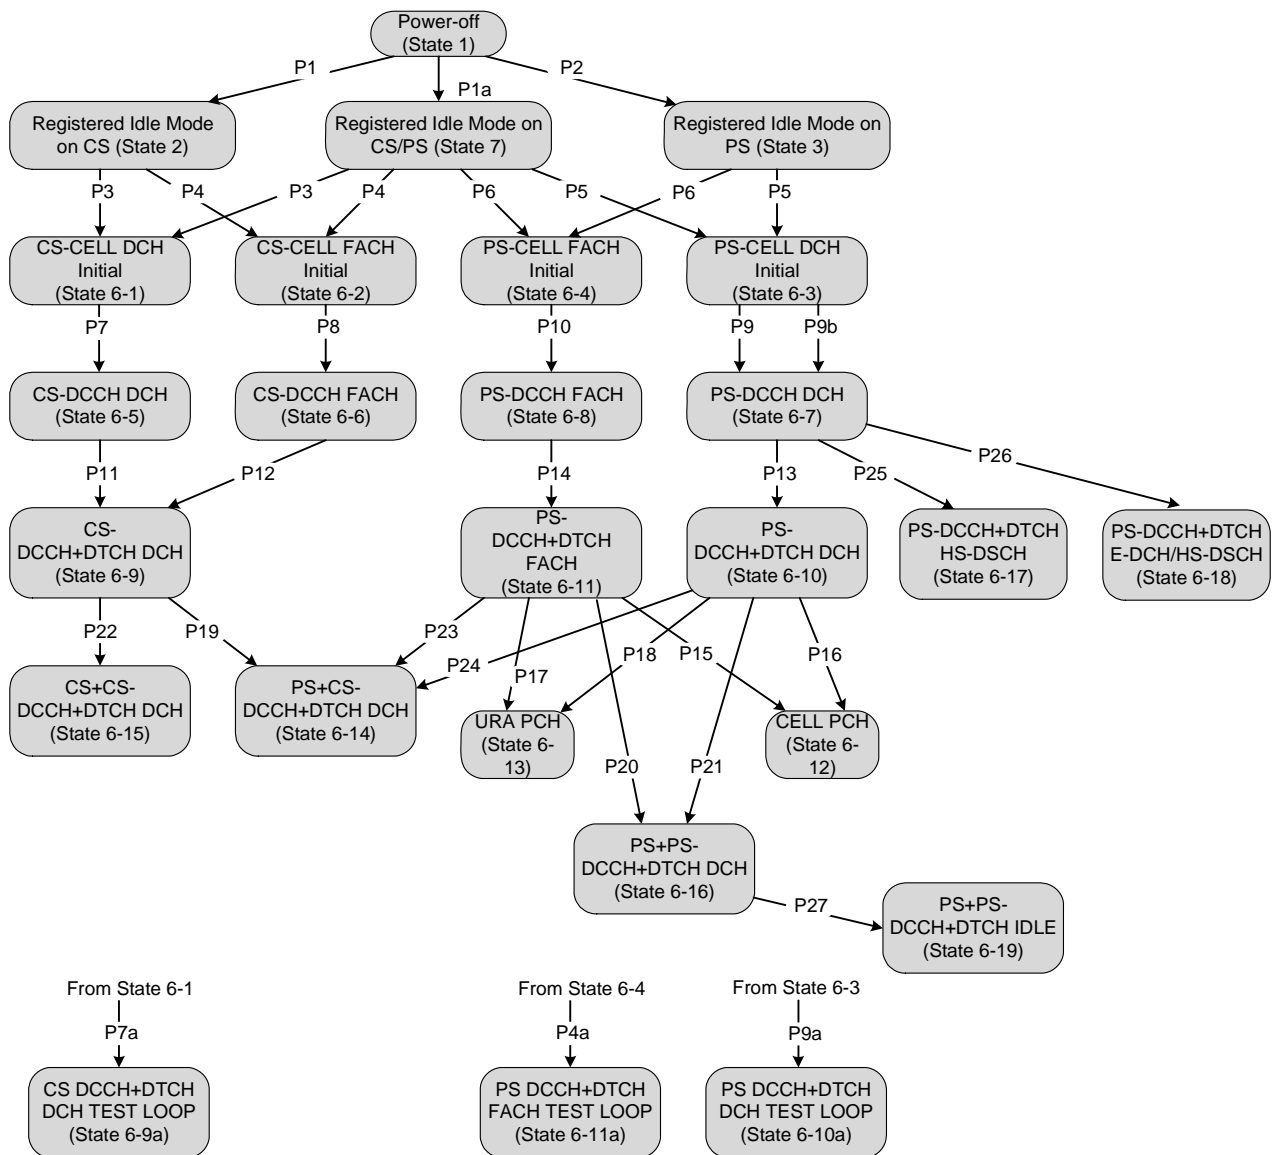 Power-off
(State 1)
P1
P1a
P2
Registered Idle Mode
on CS (State 2)
Registered Idle Mode on
CS/PS (State 7)
Registered Idle Mode on
PS (State 3)
P3
P4
P3
P4
P6
P5
P6
P5
CS-CELL DCH
Initial
(State 6-1)
CS-CELL FACH
Initial
(State 6-2)
PS-CELL FACH
Initial
(State 6-4)
PS-CELL DCH
Initial
(State 6-3)
P7
P8
P10
P9
P9b
CS-DCCH DCH
(State 6-5)
CS-DCCH FACH
(State 6-6)
PS-DCCH FACH
(State 6-8)
PS-DCCH DCH
(State 6-7)
P11
P12
P14
P13
P25
P26
CS-
DCCH+DTCH DCH
(State 6-9)
PS-
DCCH+DTCH
FACH
(State 6-11)
PS-
DCCH+DTCH DCH
(State 6-10)
PS-DCCH+DTCH
HS-DSCH
(State 6-17)
PS-DCCH+DTCH
E-DCH/HS-DSCH
(State 6-18)
P22
P19
P23
P24
P17
P18
P15
P16
CS+CS-
DCCH+DTCH DCH
(State 6-15)
PS+CS-
DCCH+DTCH DCH
(State 6-14)
URA PCH
(State 6-
13)
CELL PCH
(State 6-
12)
P20
P21
PS+PS-
DCCH+DTCH DCH
(State 6-16)
P27
PS+PS-
DCCH+DTCH IDLE
(State 6-19)
From State 6-1
P7a
CS DCCH+DTCH
DCH TEST LOOP
(State 6-9a)
From State 6-4
P4a
PS DCCH+DTCH
FACH TEST LOOP
(State 6-11a)
From State 6-3
P9a
PS DCCH+DTCH
DCH TEST LOOP
(State 6-10a)